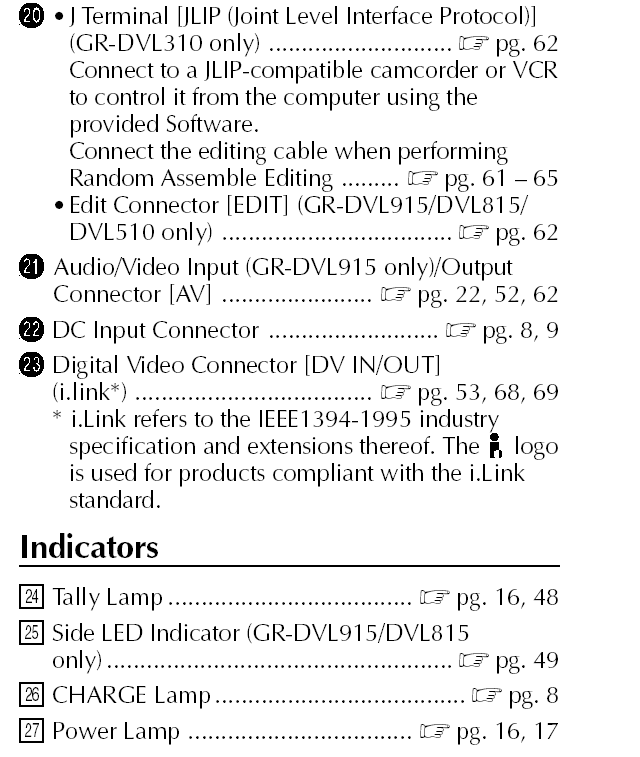 20 • J Terminal [JLIP (Joint Level Interface Protocol)]
(GR-DVL310 only) ............................ ☞ pg. 62
Connect to a JLIP-compatible camcorder or VCR
to control it from the computer using the
provided Software.
Connect the editing cable when performing
Random Assemble Editing ......... ☞ pg. 61 – 65
• Edit Connector [EDIT] (GR-DVL915/DVL815/
DVL510 only) ................................... ☞ pg. 62
21 Audio/Video Input (GR-DVL915 only)/Output
Connector [AV] ....................... ☞ pg. 22, 52, 62
22 DC Input Connector .......................... ☞ pg. 8, 9
23 Digital Video Connector [DV IN/OUT]
(i.link*) .................................... ☞ pg. 53, 68, 69
* i.Link refers to the IEEE1394-1995 industry
specification and extensions thereof. The i logo
is used for products compliant with the i.Link
standard.
Indicators
24 Tally Lamp ..................................... ☞ pg. 16, 48
25 Side LED Indicator (GR-DVL915/DVL815
only) .................................................... ☞ pg. 49
26 CHARGE Lamp ...................................... ☞ pg. 8
27 Power Lamp .................................. ☞ pg. 16, 17